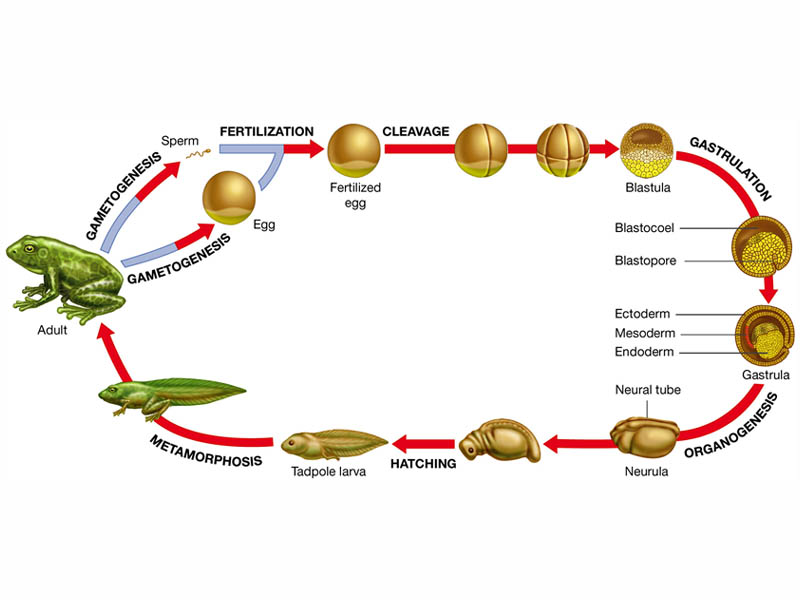 Sperm
FERTILIZATION
CLEAVAGE
GAMETOGENESIS
Fertilized
egg
Blastula
GASTRULATION
Egg
GAMETOGENESIS
Blastocoel
Blastopore
Adult
Ectoderm
Mesoderm
Endoderm
Gastrula
Neural tube
ORGANOGENESIS
METAMORPHOSIS
Tadpole larva
HATCHING
Neurula